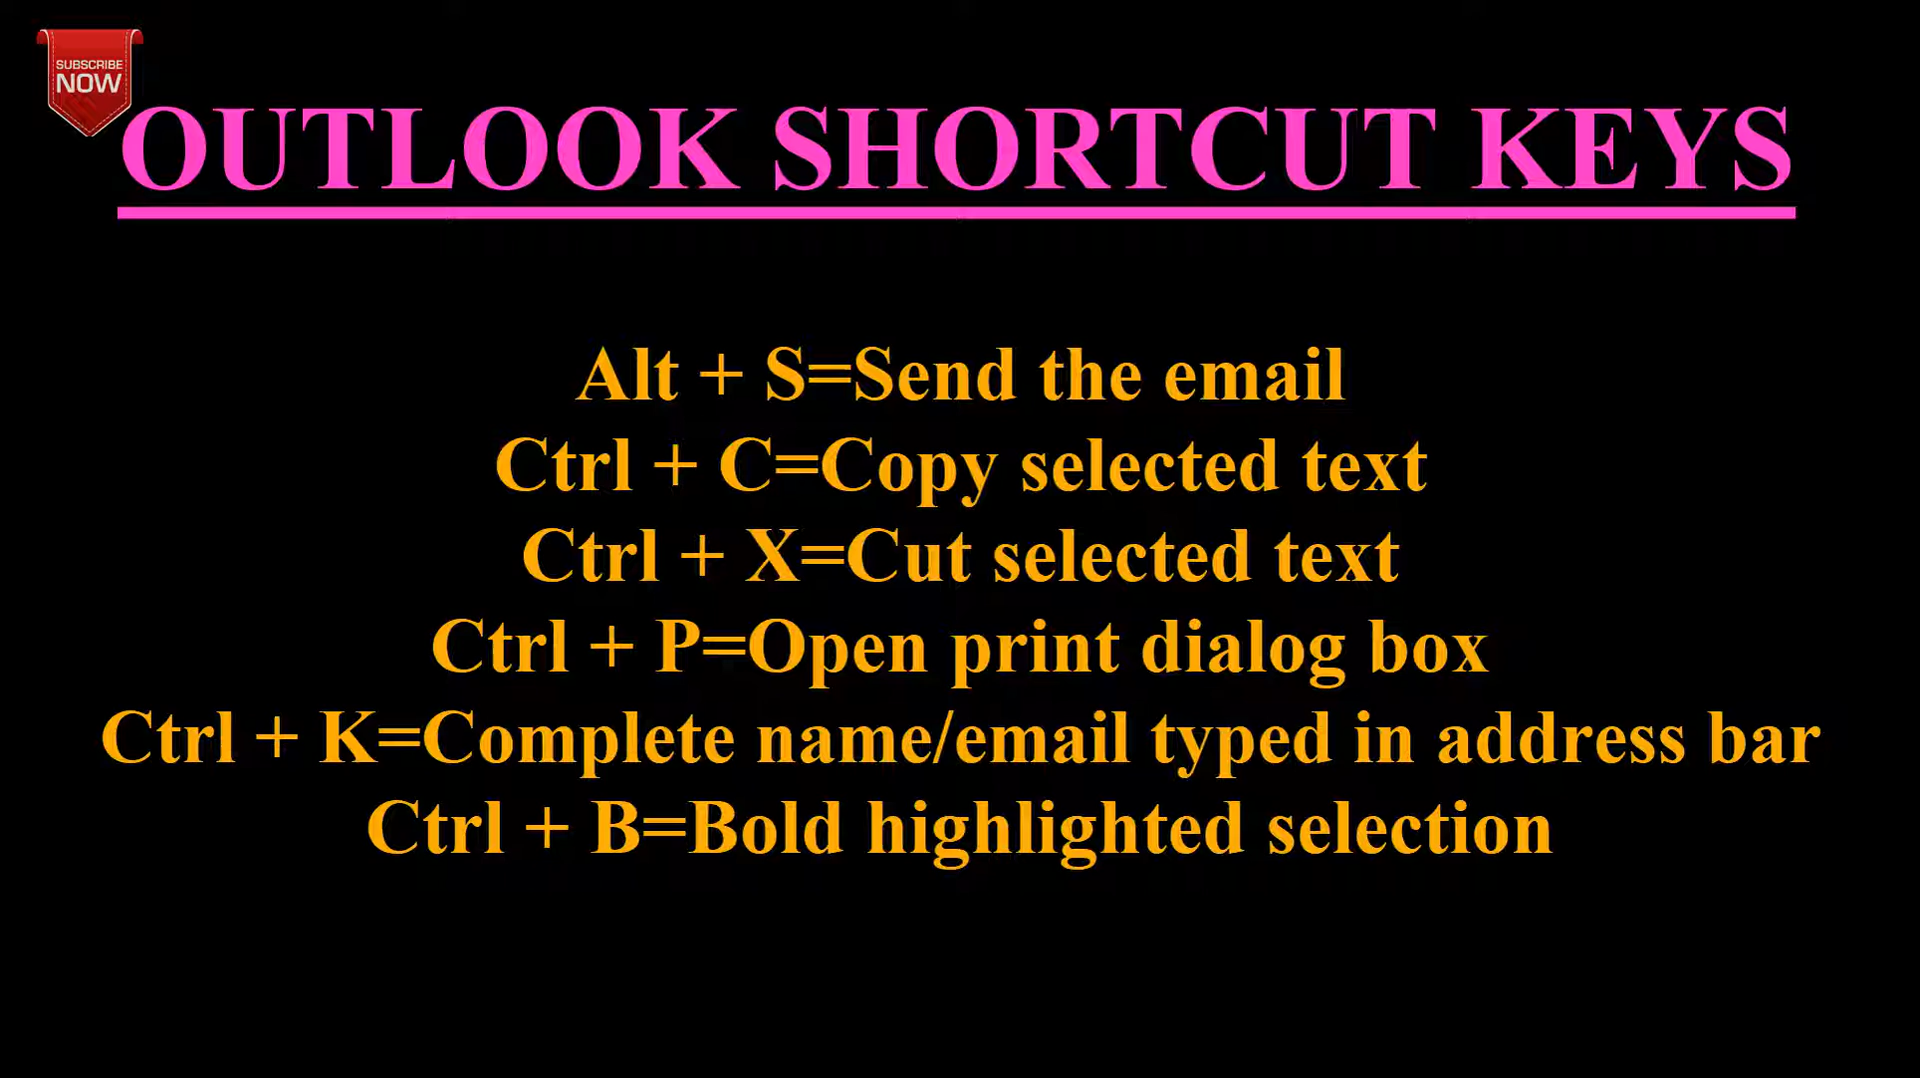 SUBSCRIBE
NOW
OUTLOOK SHORTCUT KEYS
Alt + S=Send the email
Ctrl + C=Copy selected text
Ctrl + X=Cut selected text
Ctrl + P=Open print dialog box
Ctrl + K=Complete name/email typed in address bar
Ctrl + B=Bold highlighted selection